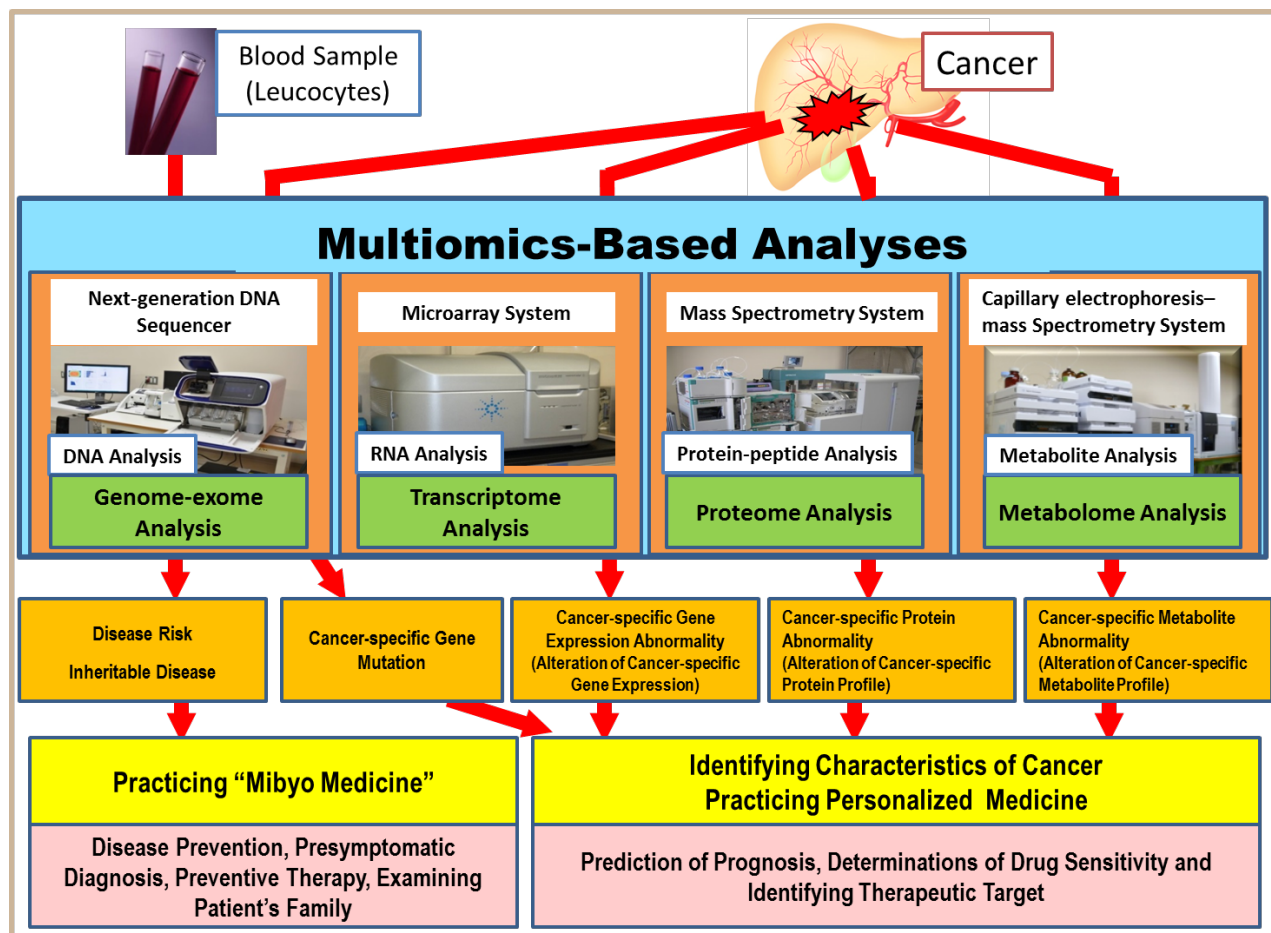 Blood Sample
(Leucocytes)
Cancer
Multiomics-Based Analyses
Next-generation DNA
Sequencer
Microarray System
Mass Spectrometry System
Capillary electrophoresis–
mass Spectrometry System
DNA Analysis
RNA Analysis
Protein-peptide Analysis
Metabolite Analysis
Genome-exome
Analysis
Transcriptome
Analysis
Proteome Analysis
Metabolome Analysis
Disease Risk
Inheritable Disease
Cancer-specific Gene
Mutation
Cancer-specific Gene
Expression Abnormality
(Alteration of Cancer-specific
Gene Expression)
Cancer-specific Protein
Abnormality
(Alteration of Cancer-specific
Protein Profile)
Cancer-specific Metabolite
Abnormality
(Alteration of Cancer-specific
Metabolite Profile)
Practicing “Mibyo Medicine”
Disease Prevention, Presymptomatic
Diagnosis, Preventive Therapy, Examining
Patient’s Family
Identifying Characteristics of Cancer
Practicing Personalized Medicine
Prediction of Prognosis, Determinations of Drug Sensitivity and
Identifying Therapeutic Target